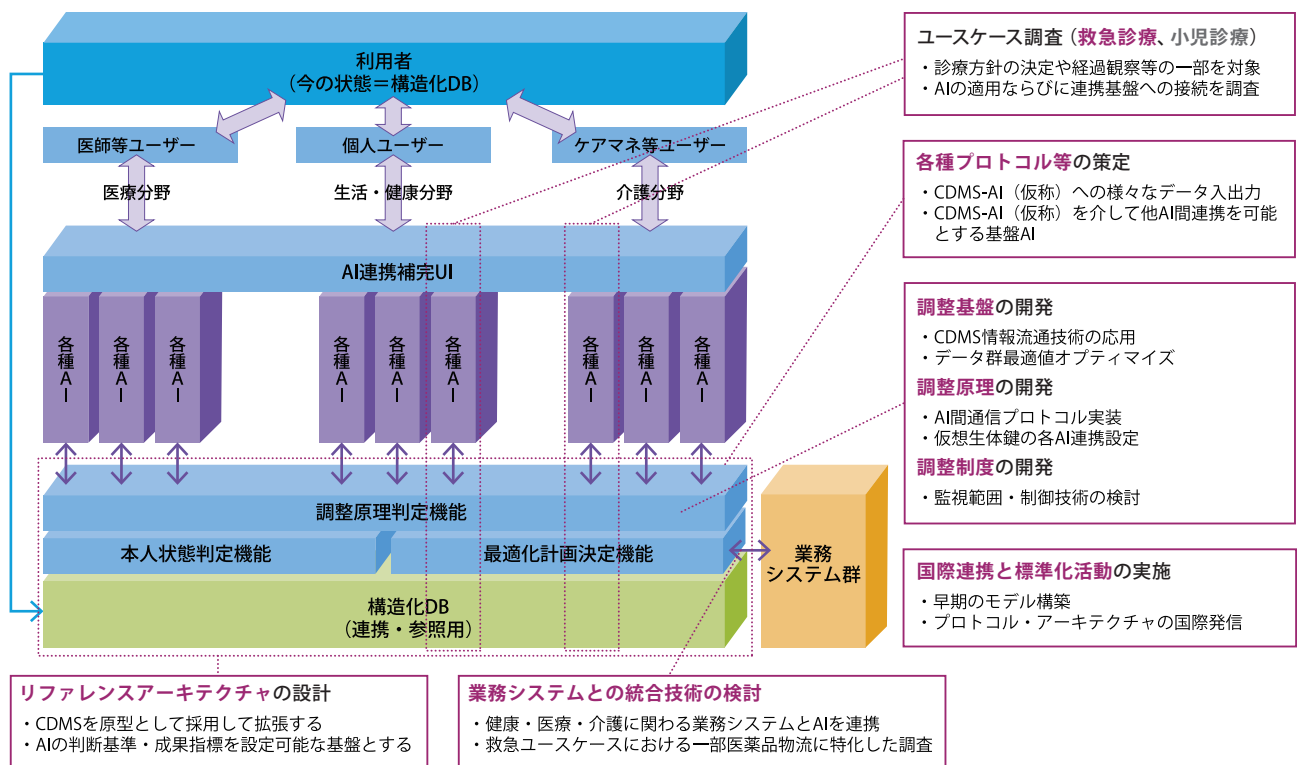 利用者
（今の状態＝構造化DB）
医師等ユーザー
個人ユーザー
ケアマネ等ユーザー
医療分野
生活・健康分野
介護分野
AI連携補完UI
各種AI
各種AI
各種AI
各種AI
各種AI
各種AI
各種AI
各種AI
各種AI
調整原理判定機能
本人状態判定機能
最適化計画決定機能
構造化DB
（連携・参照用）
業務
システム群
ユースケース調査（救急診療、小児診療）
・診療方針の決定や経過観察等の一部を対象
・AIの適用ならびに連携基盤への接続を調査
各種プロトコル等の策定
・CDMS-AI（仮称）への様々なデータ入出力
・CDMS-AI（仮称）を介して他AI間連携を可能
とする基盤AI
調整基盤の開発
・CDMS情報流通技術の応用
・データ群最適値オプティマイズ
調整原理の開発
・AI間通信プロトコル実装
・仮想生体鍵の各AI連携設定
調整制度の開発
・監視範囲・制御技術の検討
国際連携と標準化活動の実施
・早期のモデル構築
・プロトコル・アーキテクチャの国際発信
リファレンスアーキテクチャの設計
・CDMSを原型として採用して拡張する
・AIの判断基準・成果指標を設定可能な基盤とする
業務システムとの統合技術の検討
・健康・医療・介護に関わる業務システムとAIを連携
・救急ユースケースにおける一部医薬品物流に特化した調査